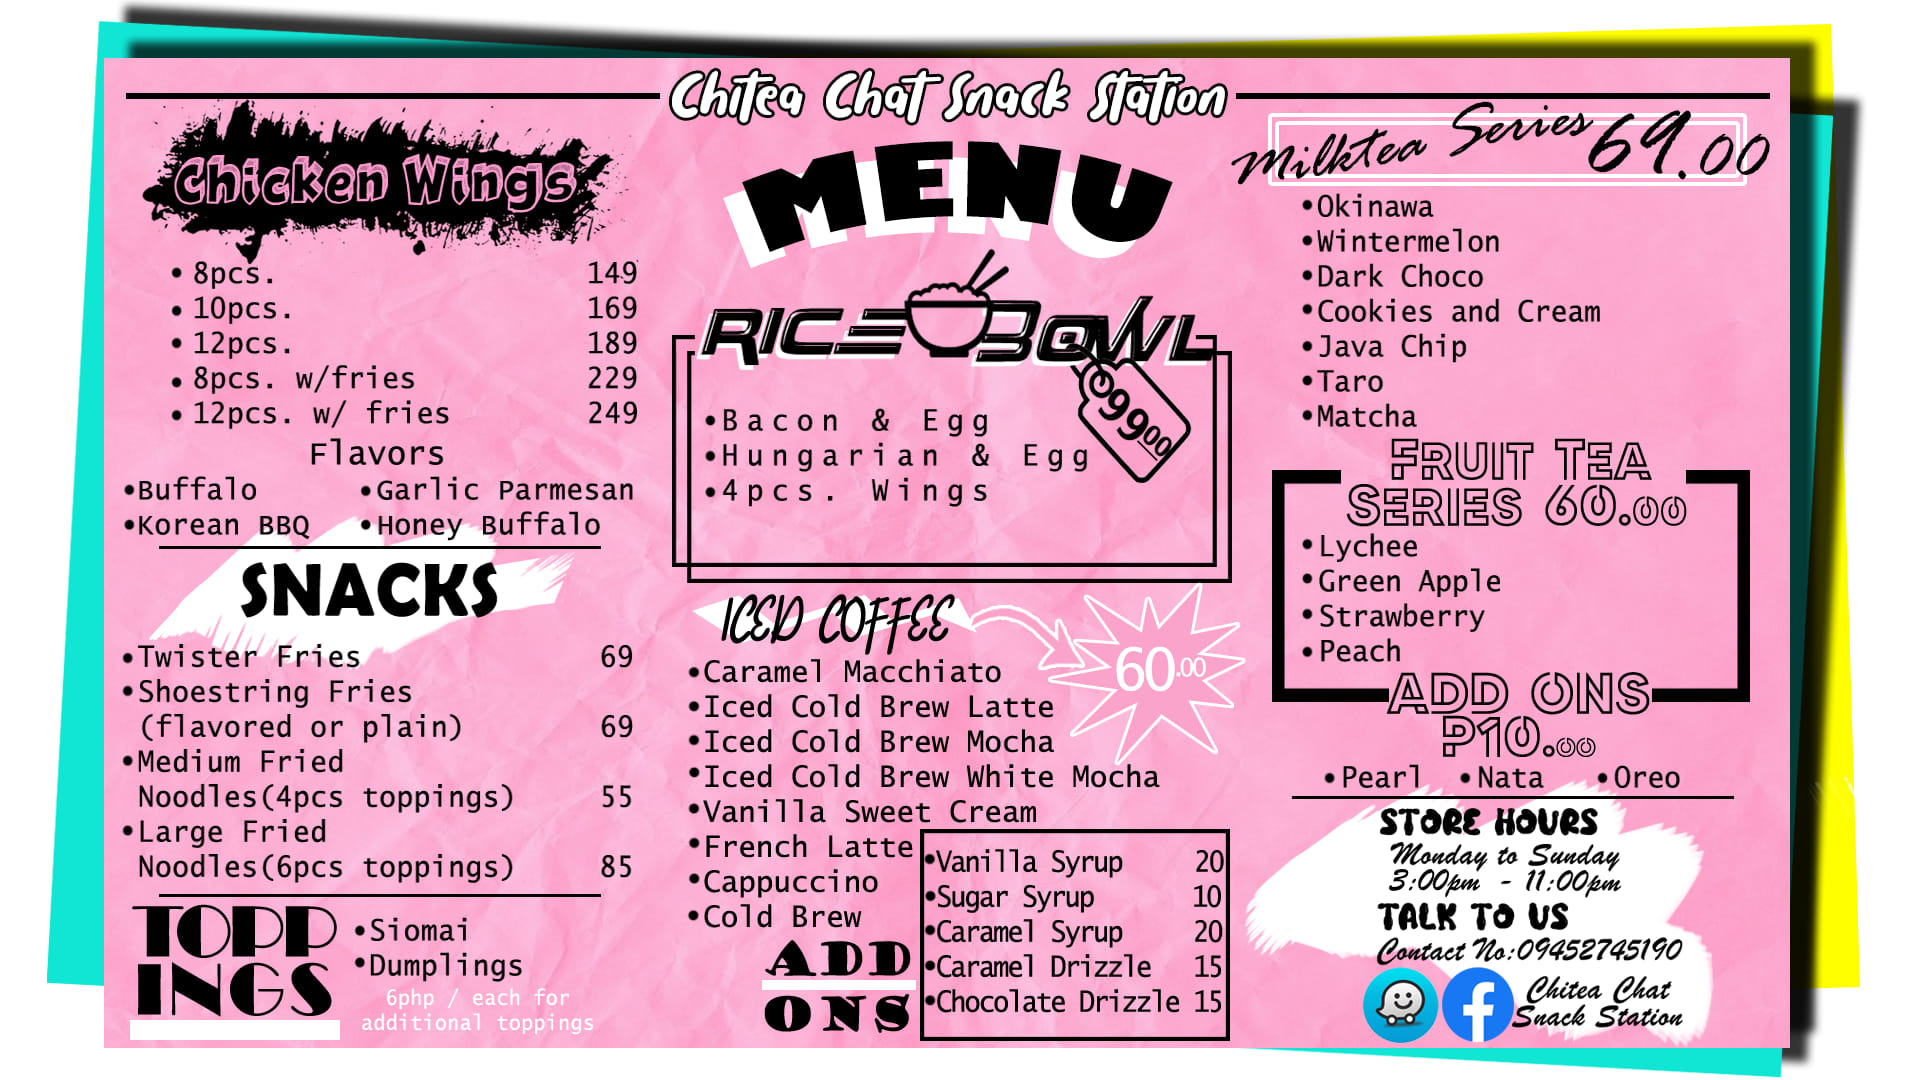 Chitea Chat Snack Station
MENU
Chicken Wings
• 8pcs. 149
• 10pcs. 169
• 12pcs. 189
• 8pcs. w/fries 229
• 12pcs. w/ fries 249
Flavors
•Buffalo •Garlic Parmesan
•Korean BBQ •Honey Buffalo
SNACKS
•Twister Fries 69
•Shoestring Fries
(flavored or plain) 69
•Medium Fried
Noodles(4pcs toppings) 55
•Large Fried
Noodles(6pcs toppings) 85
TOPP
INGS
•Siomai
•Dumplings
6php / each for
additional toppings
RICE BOWL
99.00
•Bacon & Egg
•Hungarian & Egg
•4pcs. Wings
ICED COFFEE
60.00
•Caramel Macchiato
•Iced Cold Brew Latte
•Iced Cold Brew Mocha
•Iced Cold Brew White Mocha
•Vanilla Sweet Cream
•French Latte
•Cappuccino
•Cold Brew
ADD
ONS
•Vanilla Syrup 20
•Sugar Syrup 10
•Caramel Syrup 20
•Caramel Drizzle 15
•Chocolate Drizzle 15
Milktea Series 69.00
•Okinawa
•Wintermelon
•Dark Choco
•Cookies and Cream
•Java Chip
•Taro
•Matcha
FRUIT TEA
SERIES 60.00
•Lychee
•Green Apple
•Strawberry
•Peach
ADD ONS
P10.00
•Pearl •Nata •Oreo
STORE HOURS
Monday to Sunday
3:00pm - 11:00pm
TALK TO US
Contact No:09452745190
Chitea Chat
Snack Station